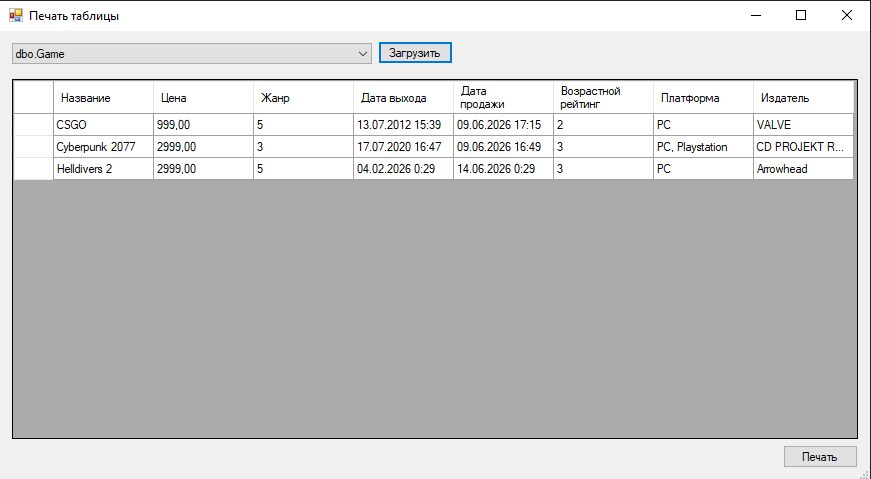 Печать таблицы
dbo.Game Загрузить
Название Цена Жанр Дата выхода Дата продажи Возрастной рейтинг Платформа Издатель
CSGO 999,00 5 13.07.2012 15:39 09.06.2026 17:15 2 PC VALVE
Cyberpunk 2077 2999,00 3 17.07.2020 16:47 09.06.2026 16:49 3 PC, Playstation CD PROJEKT R...
Helldivers 2 2999,00 5 04.02.2026 0:29 14.06.2026 0:29 3 PC Arrowhead
Печать